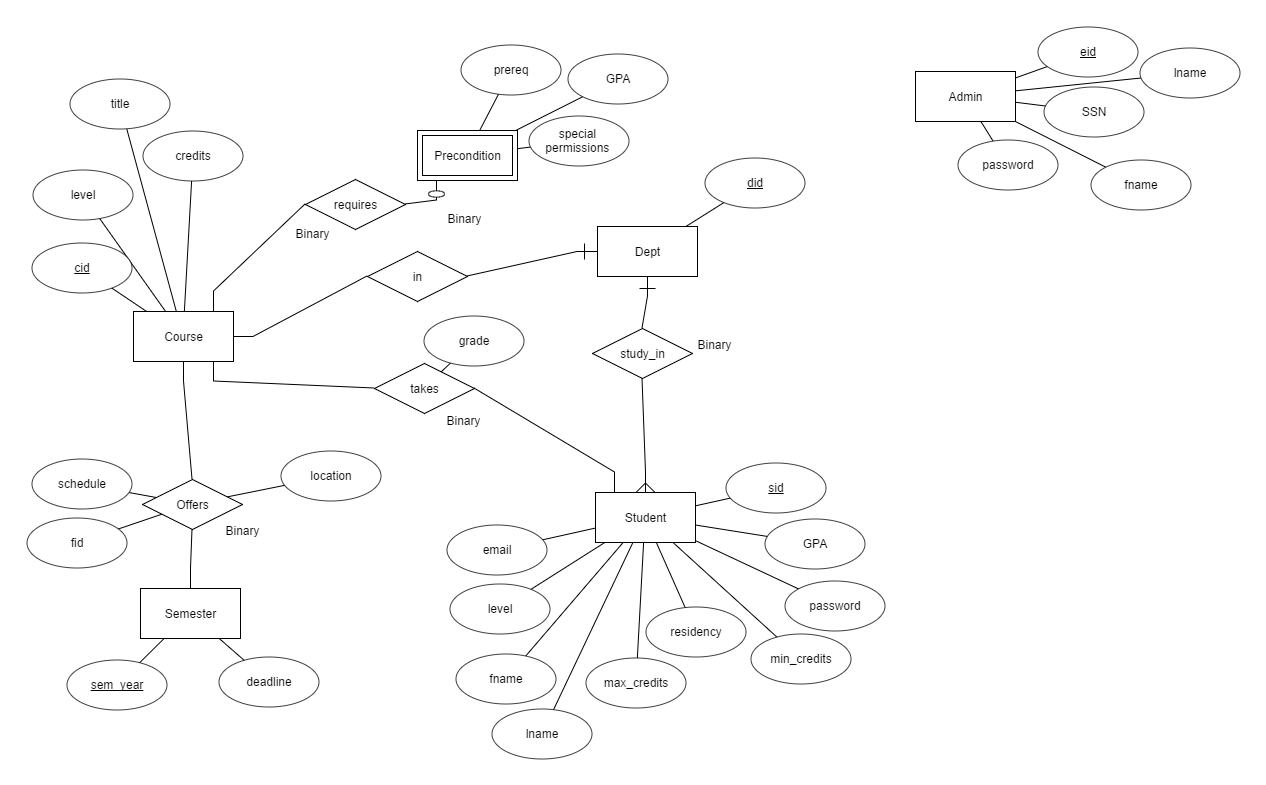 prereq
GPA
eid
lname
title
Admin
SSN
credits
special
permissions
Precondition
password
fname
level
did
requires
Binary
Binary
Dept
cid
in
Course
grade
study_in
Binary
takes
Binary
schedule
location
sid
Offers
Student
Binary
fid
email
GPA
level
password
Semester
residency
min_credits
sem_year
deadline
fname
max_credits
lname